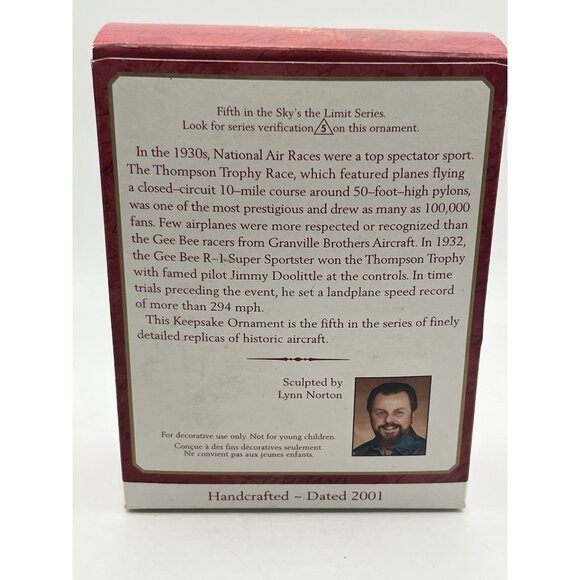 Fifth in the Sky's the Limit Series.
Look for series verification 5 on this ornament.
In the 1930s, National Air Races were a top spectator sport.
The Thompson Trophy Race, which featured planes flying
a closed–circuit 10–mile course around 50–foot–high pylons,
was one of the most prestigious and drew as many as 100,000
fans. Few airplanes were more respected or recognized than
the Gee Bee racers from Granville Brothers Aircraft. In 1932,
the Gee Bee R–1 Super Sportster won the Thompson Trophy
with famed pilot Jimmy Doolittle at the controls. In time
trials preceding the event, he set a landplane speed record
of more than 294 mph.
This Keepsake Ornament is the fifth in the series of finely
detailed replicas of historic aircraft.
Sculpted by
Lynn Norton
For decorative use only. Not for young children.
Conçue à des fins décoratives seulement.
Ne convient pas aux jeunes enfants.
Handcrafted ~ Dated 2001